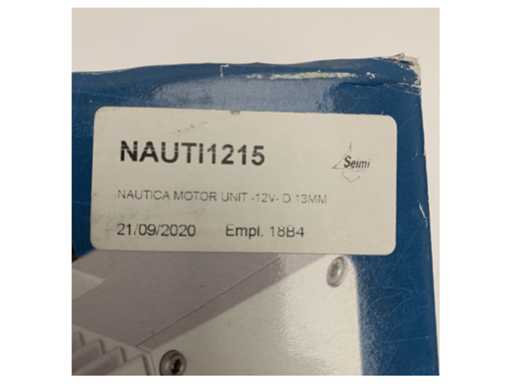 NAUTI1215
Seimi
NAUTICA MOTOR UNIT -12V- D.13MM
21/09/2020 Empl. 18B4